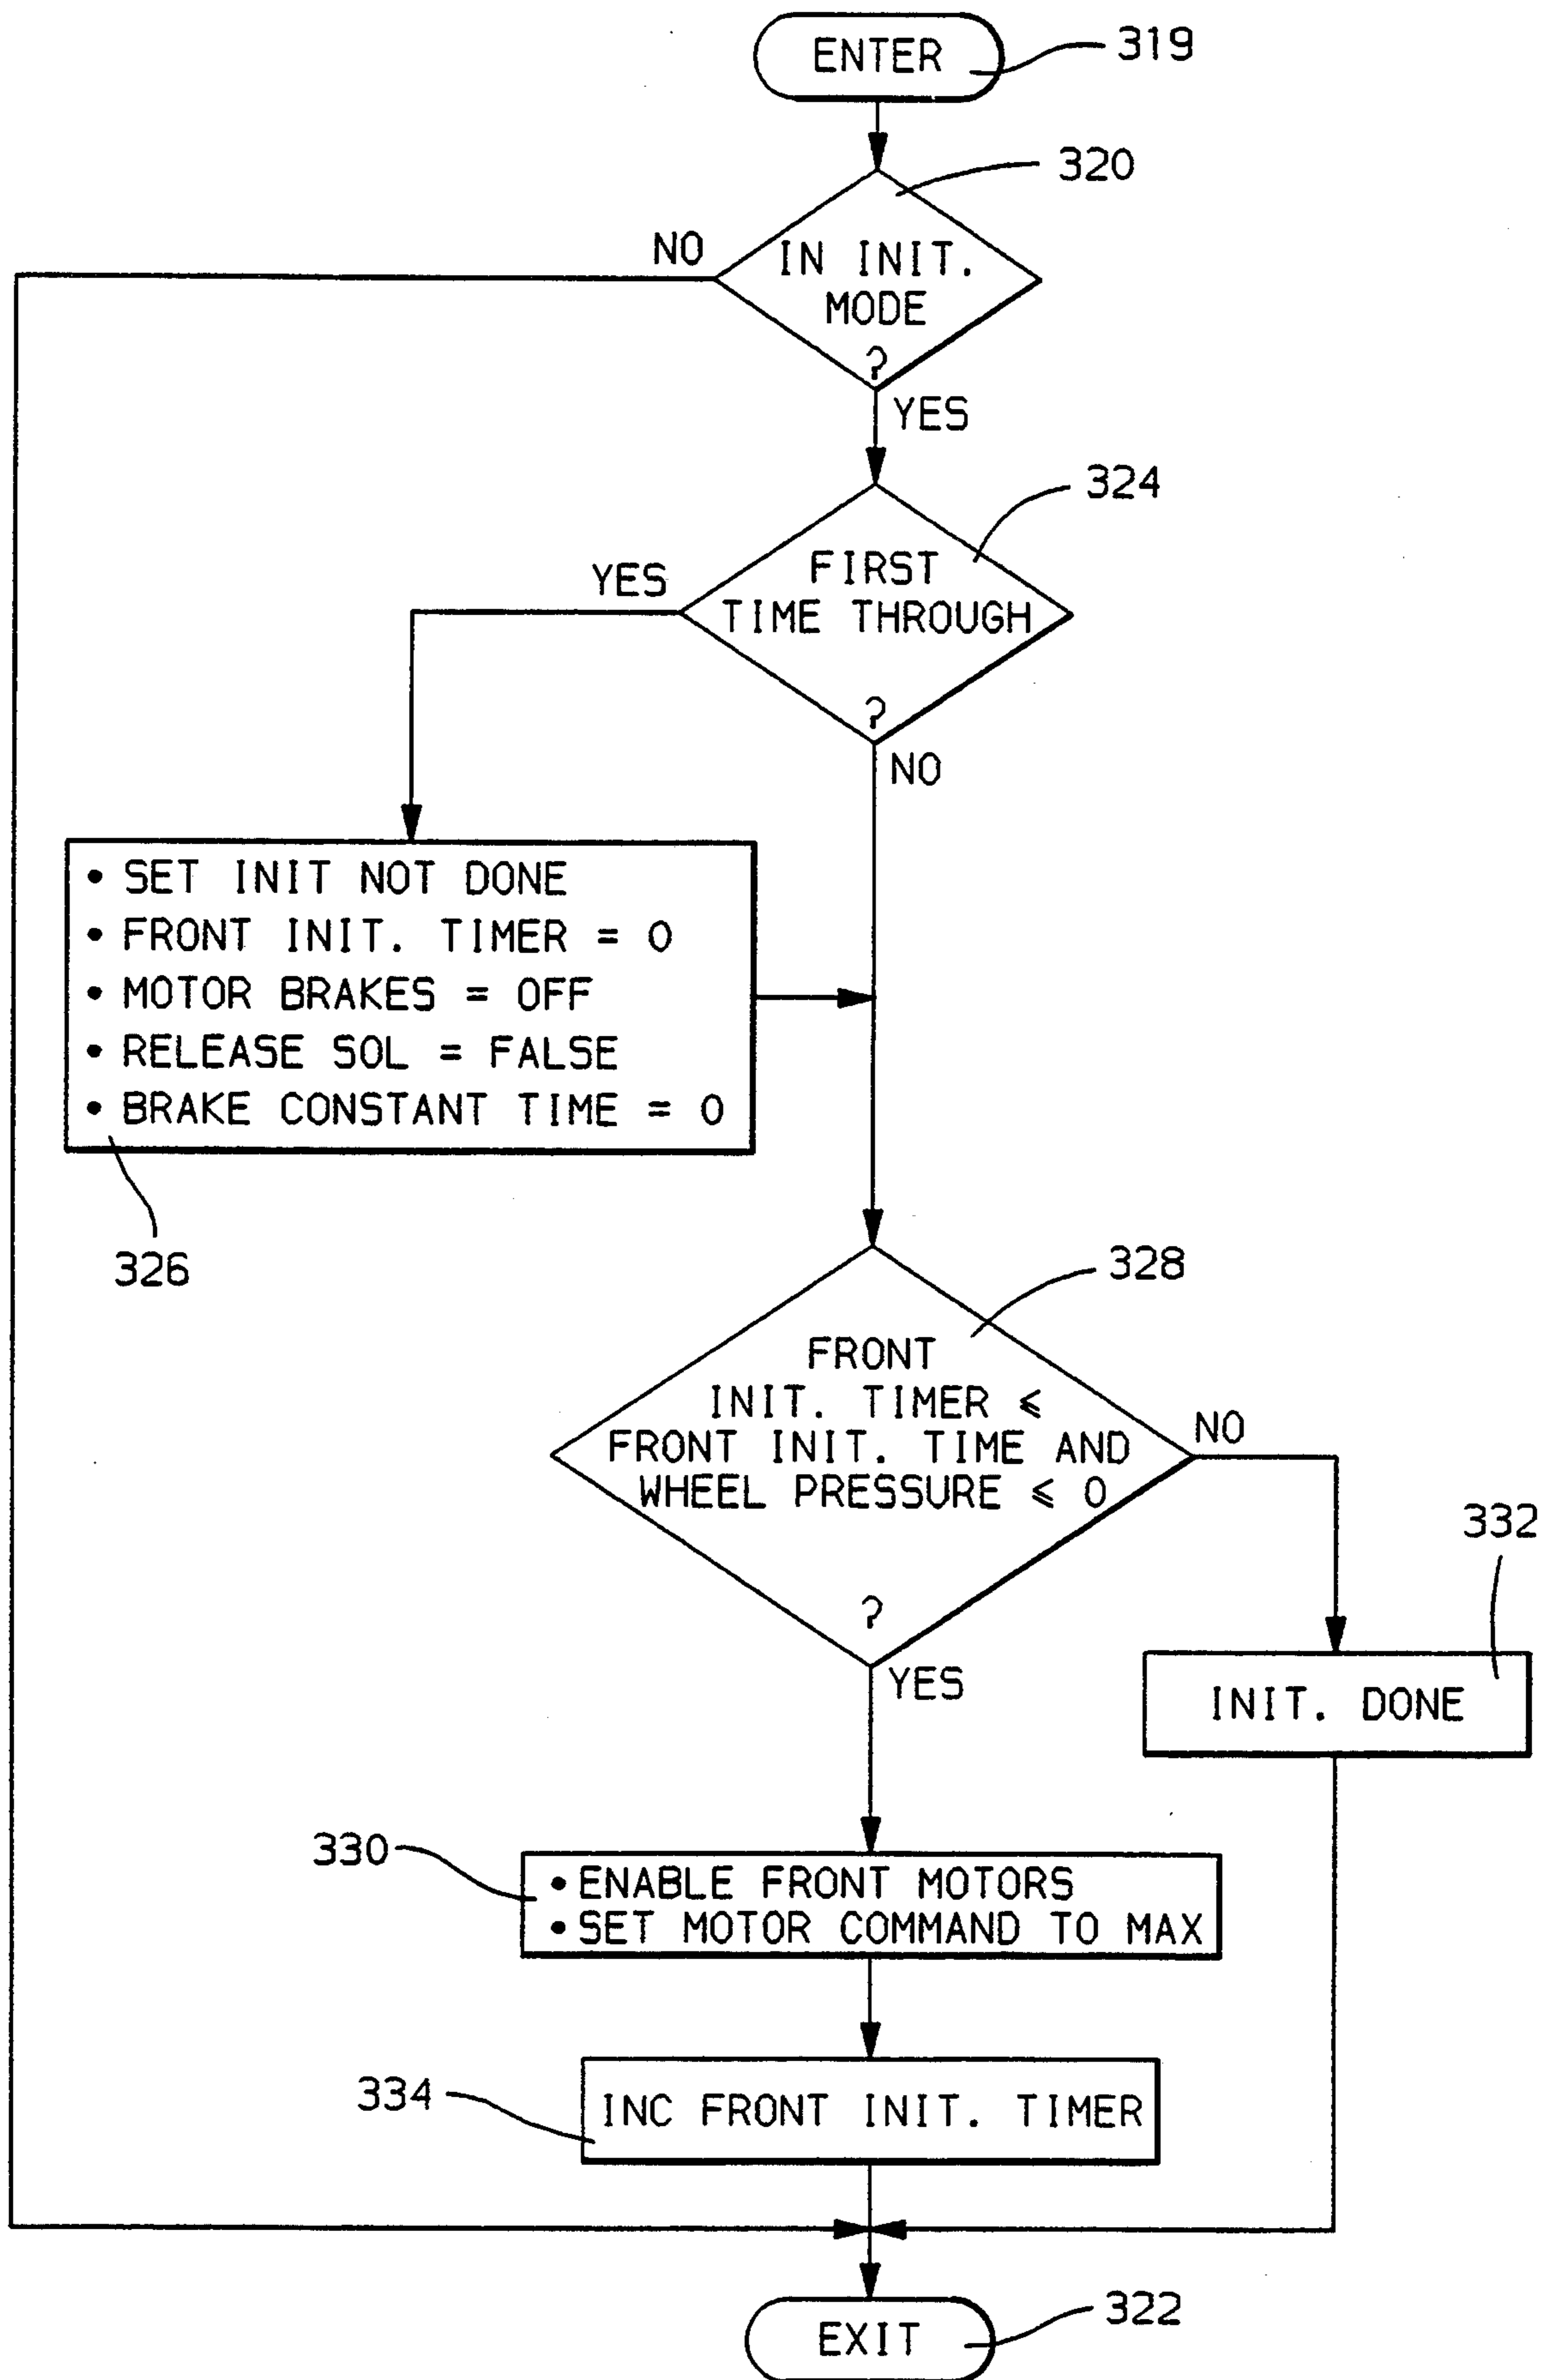 ENTER
319
320
NO
IN INIT.
MODE
?
YES
324
YES
FIRST
TIME THROUGH
?
NO
• SET INIT NOT DONE
• FRONT INIT. TIMER = 0
• MOTOR BRAKES = OFF
• RELEASE SOL = FALSE
• BRAKE CONSTANT TIME = 0
326
328
FRONT
INIT. TIMER ≤
FRONT INIT. TIME AND
WHEEL PRESSURE ≤ 0
?
NO
332
YES
INIT. DONE
330
• ENABLE FRONT MOTORS
• SET MOTOR COMMAND TO MAX
334
INC FRONT INIT. TIMER
322
EXIT